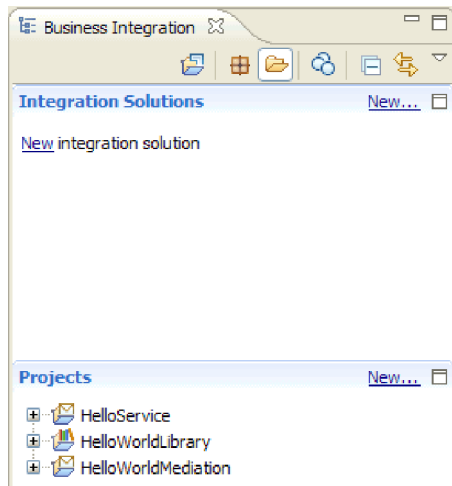 Business Integration
Integration Solutions New...
New integration solution
Projects New...
HelloService
HelloWorldLibrary
HelloWorldMediation